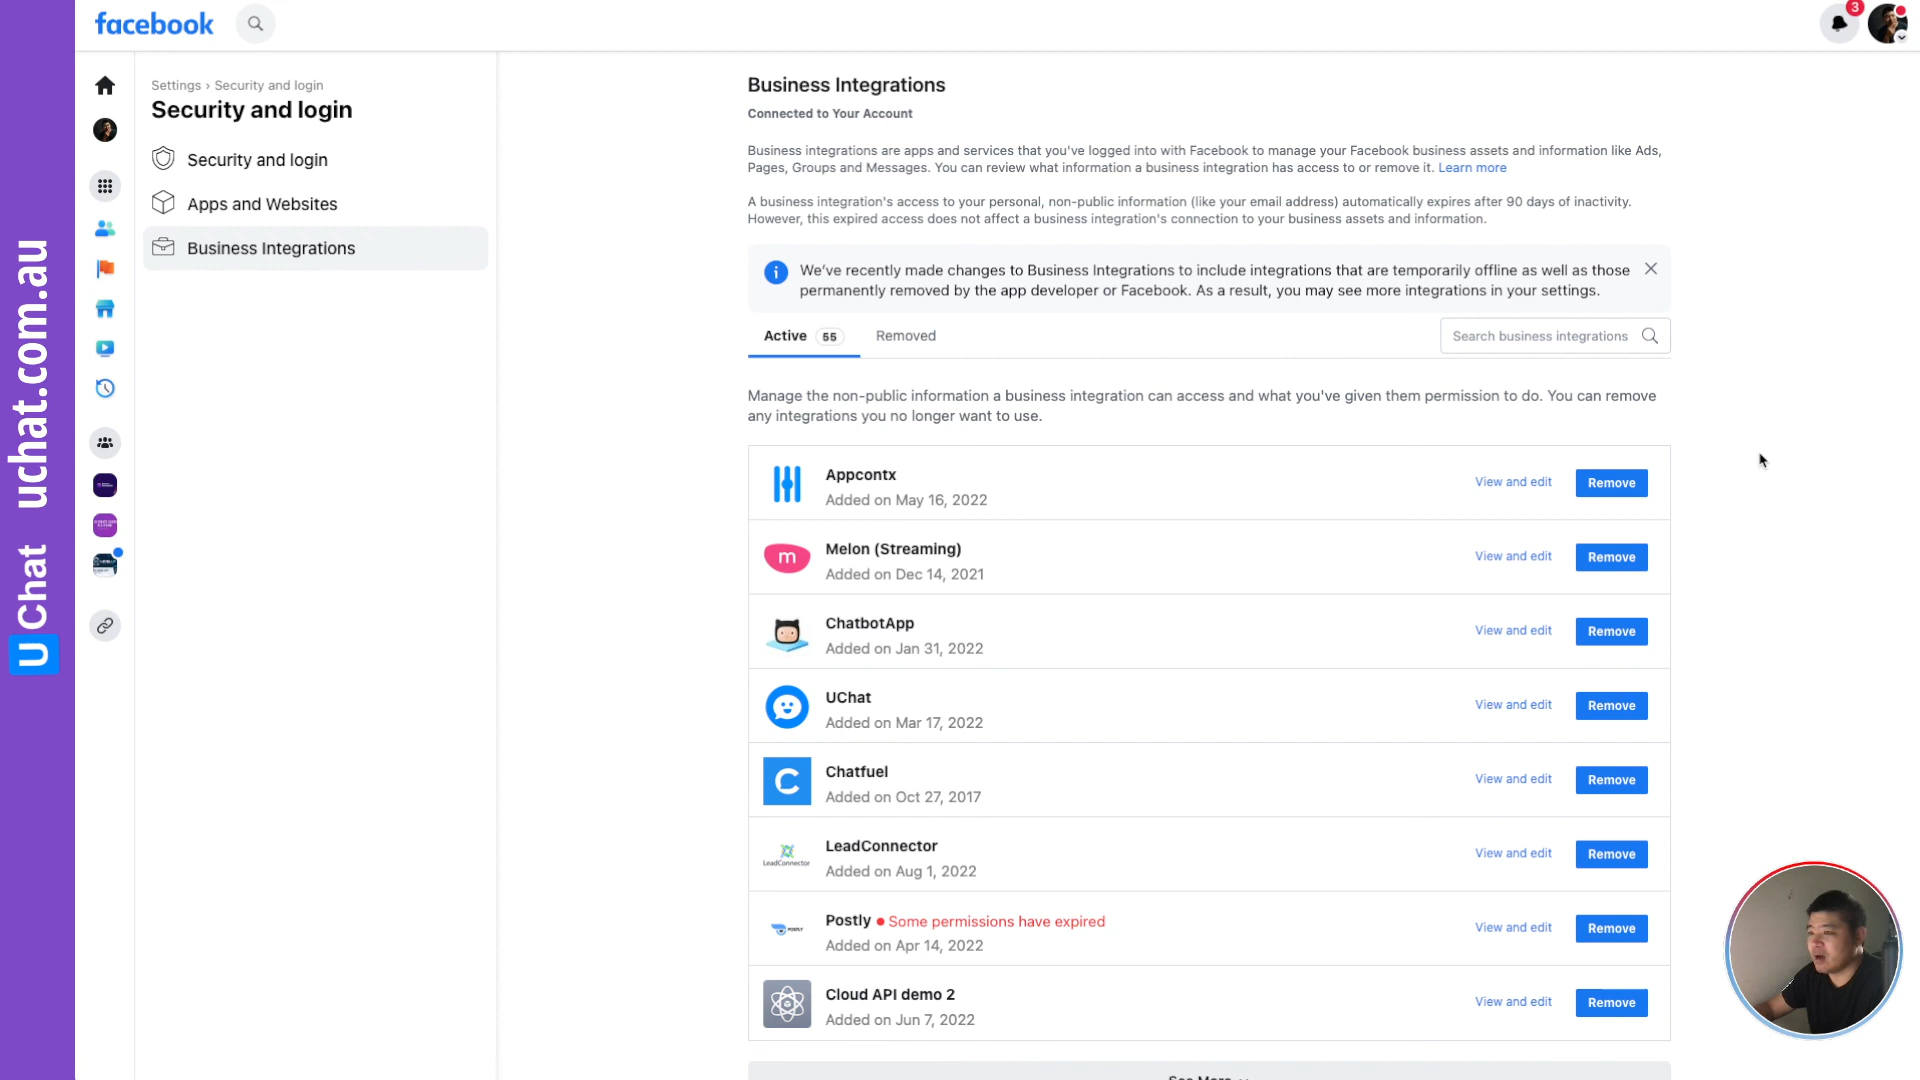 facebook
3
Settings › Security and login
Security and login
Security and login
Apps and Websites
Business Integrations
Business Integrations
Connected to Your Account
Business integrations are apps and services that you've logged into with Facebook to manage your Facebook business assets and information like Ads,
Pages, Groups and Messages. You can review what information a business integration has access to or remove it. Learn more
A business integration's access to your personal, non-public information (like your email address) automatically expires after 90 days of inactivity.
However, this expired access does not affect a business integration's connection to your business assets and information.
We've recently made changes to Business Integrations to include integrations that are temporarily offline as well as those
permanently removed by the app developer or Facebook. As a result, you may see more integrations in your settings.
Active 55 Removed Search business integrations
Manage the non-public information a business integration can access and what you've given them permission to do. You can remove
any integrations you no longer want to use.
Appcontx
Added on May 16, 2022
View and edit Remove
m
Melon (Streaming)
Added on Dec 14, 2021
View and edit Remove
ChatbotApp
Added on Jan 31, 2022
View and edit Remove
UChat
Added on Mar 17, 2022
View and edit Remove
C
Chatfuel
Added on Oct 27, 2017
View and edit Remove
LeadConnector
LeadConnector
Added on Aug 1, 2022
View and edit Remove
POSTLY
Postly • Some permissions have expired
Added on Apr 14, 2022
View and edit Remove
Cloud API demo 2
Added on Jun 7, 2022
View and edit Remove
See More
U Chat uchat.com.au